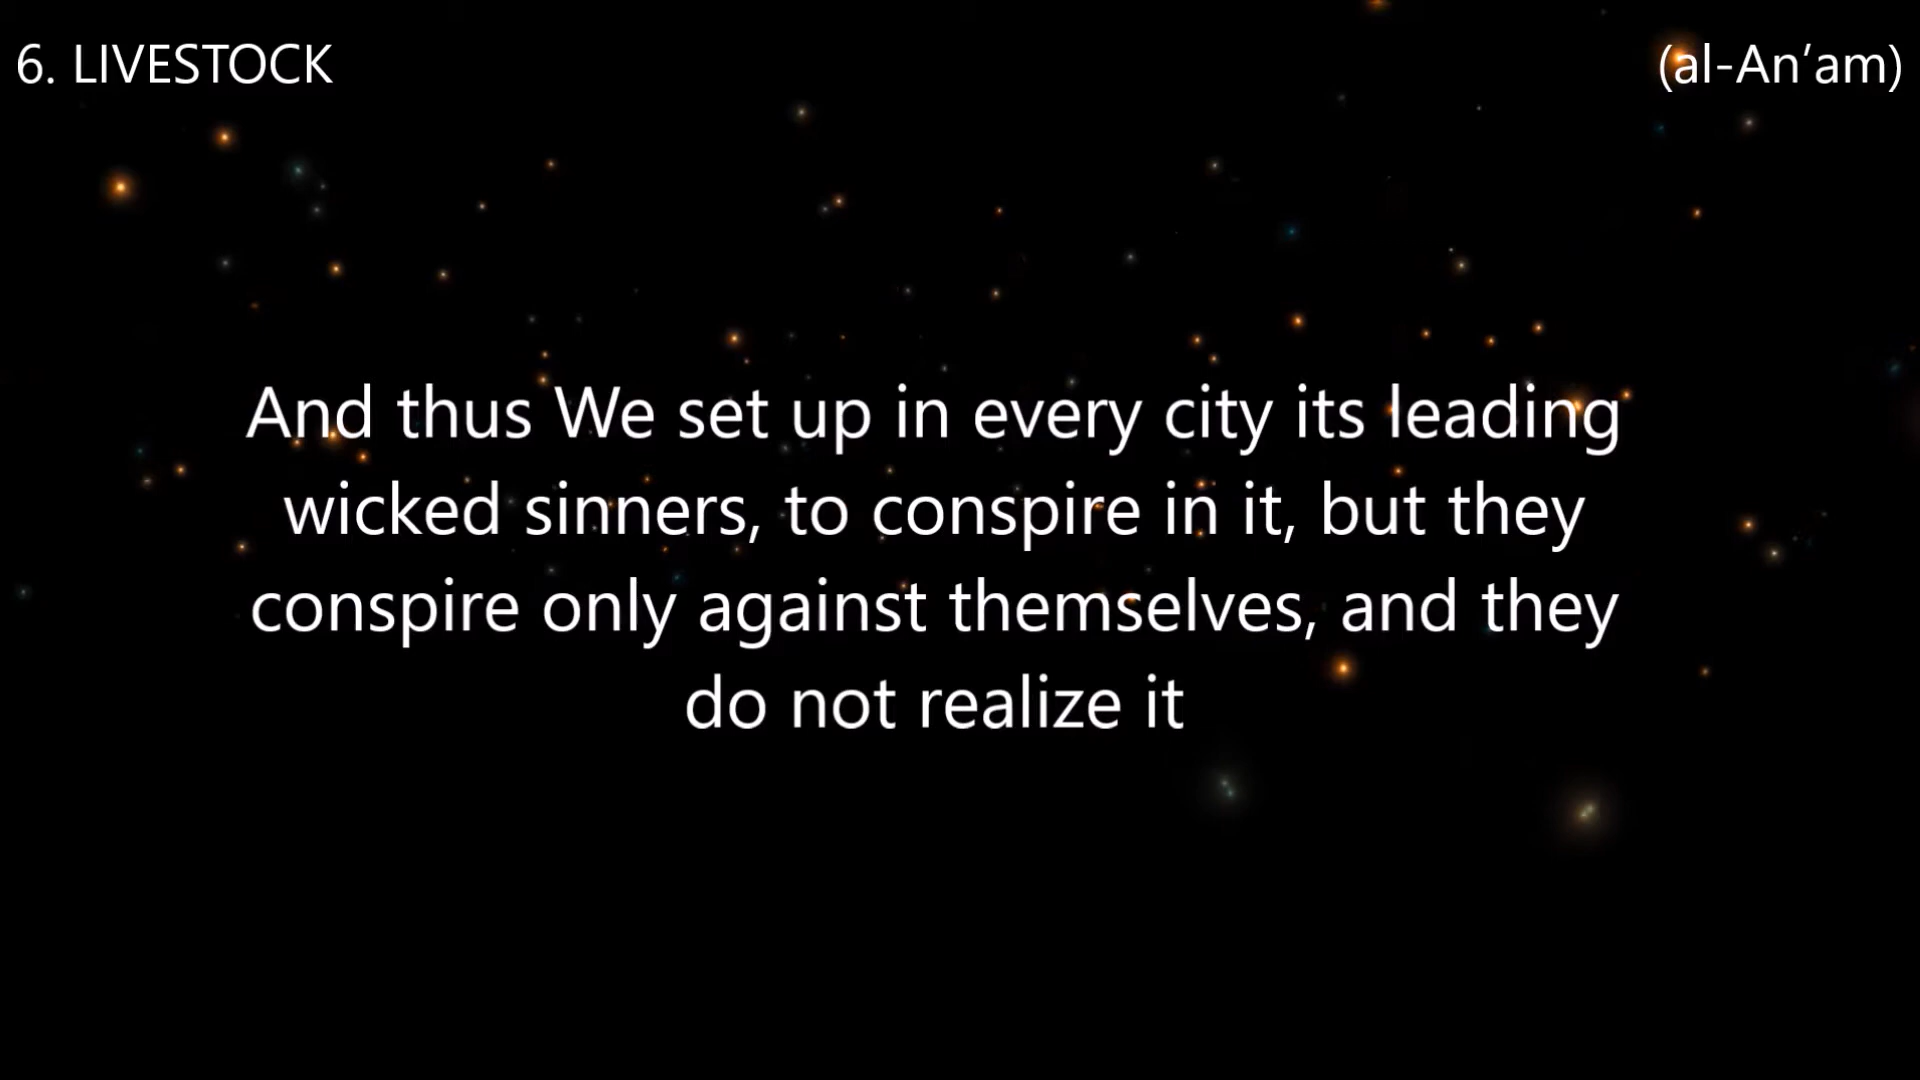 6. LIVESTOCK
(al-An’am)
And thus We set up in every city its leading
wicked sinners, to conspire in it, but they
conspire only against themselves, and they
do not realize it